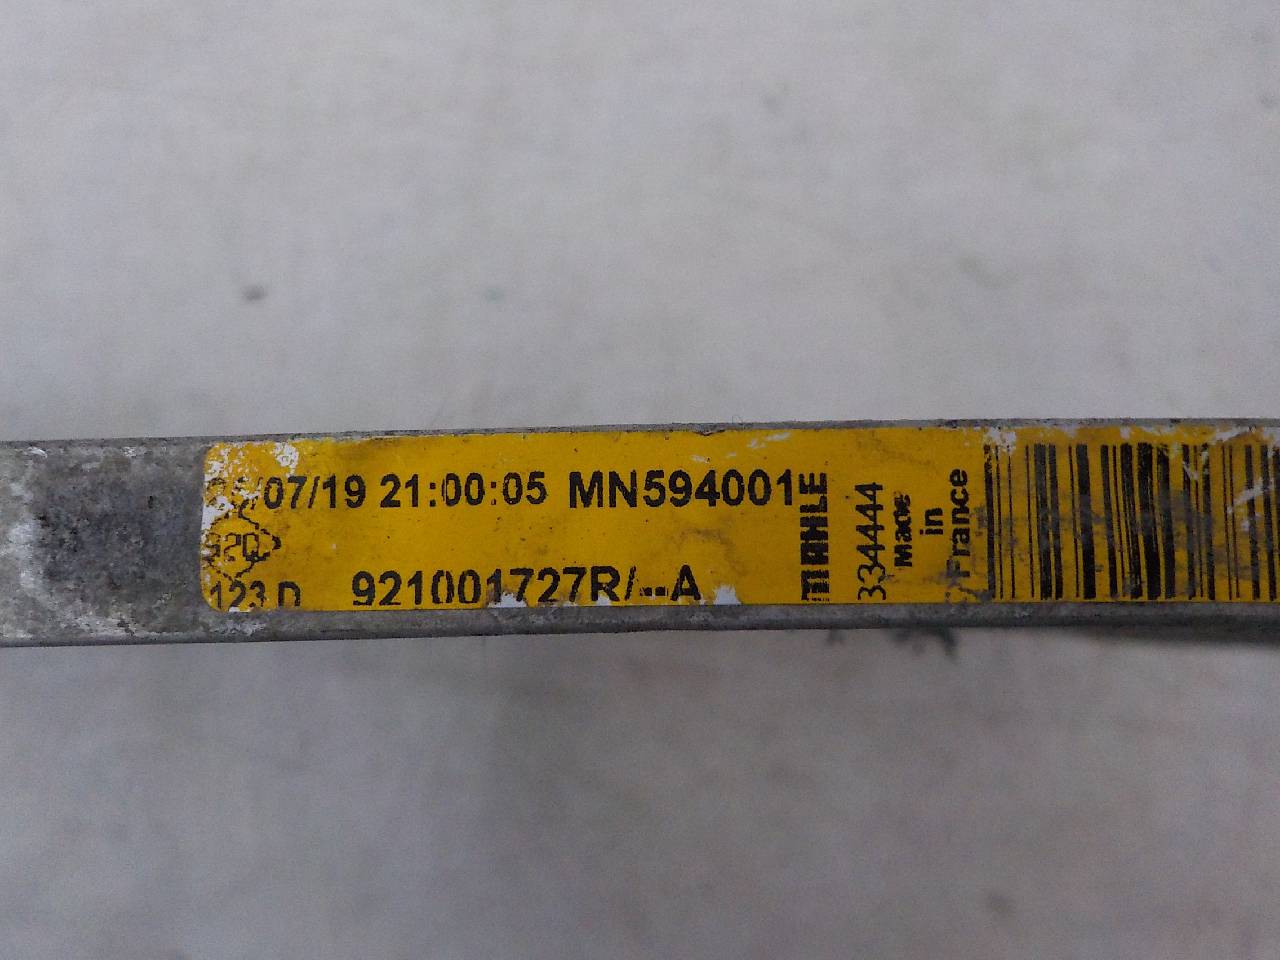 /07/19 21:00:05 MN594001
123 D 921001727R/--A
MAHLE
334444
Made
in
France